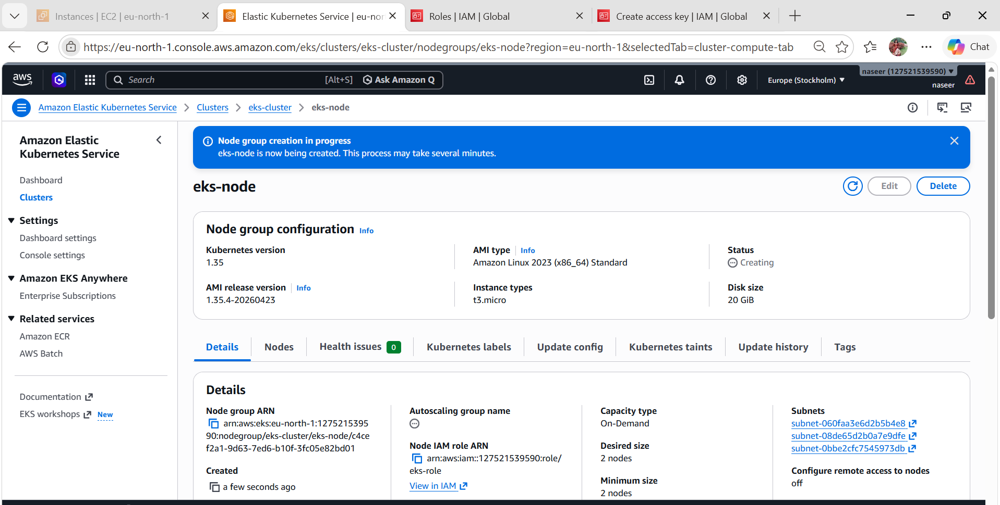 Instances | EC2 | eu-north-1
Elastic Kubernetes Service | eu-nor
Roles | IAM | Global
Create access key | IAM | Global
https://eu-north-1.console.aws.amazon.com/eks/clusters/eks-cluster/nodegroups/eks-node?region=eu-north-1&selectedTab=cluster-compute-tab
Chat
aws
Search
[Alt+S]
Ask Amazon Q
Europe (Stockholm)
naseer (127521539590)
naseer
Amazon Elastic Kubernetes Service
Clusters
eks-cluster
eks-node
Amazon Elastic
Kubernetes Service
Dashboard
Clusters
Settings
Dashboard settings
Console settings
Amazon EKS Anywhere
Enterprise Subscriptions
Related services
Amazon ECR
AWS Batch
Documentation
EKS workshops New
Node group creation in progress
eks-node is now being created. This process may take several minutes.
eks-node
Edit
Delete
Node group configuration Info
Kubernetes version
1.35
AMI type Info
Amazon Linux 2023 (x86_64) Standard
Status
Creating
AMI release version Info
1.35.4-20260423
Instance types
t3.micro
Disk size
20 GiB
Details
Nodes
Health issues 0
Kubernetes labels
Update config
Kubernetes taints
Update history
Tags
Details
Node group ARN
arn:aws:eks:eu-north-1:1275215395
90:nodegroup/eks-cluster/eks-node/c4ce
f2a1-9d63-7ed6-b10f-3fc05e82bd01
Created
a few seconds ago
Autoscaling group name
Node IAM role ARN
arn:aws:iam::127521539590:role/
eks-role
View in IAM
Capacity type
On-Demand
Desired size
2 nodes
Minimum size
2 nodes
Subnets
subnet-060faa3e6d2b5b4e8
subnet-08de65d2b0a7e9dfe
subnet-0bbe2cfc7545973db
Configure remote access to nodes
off